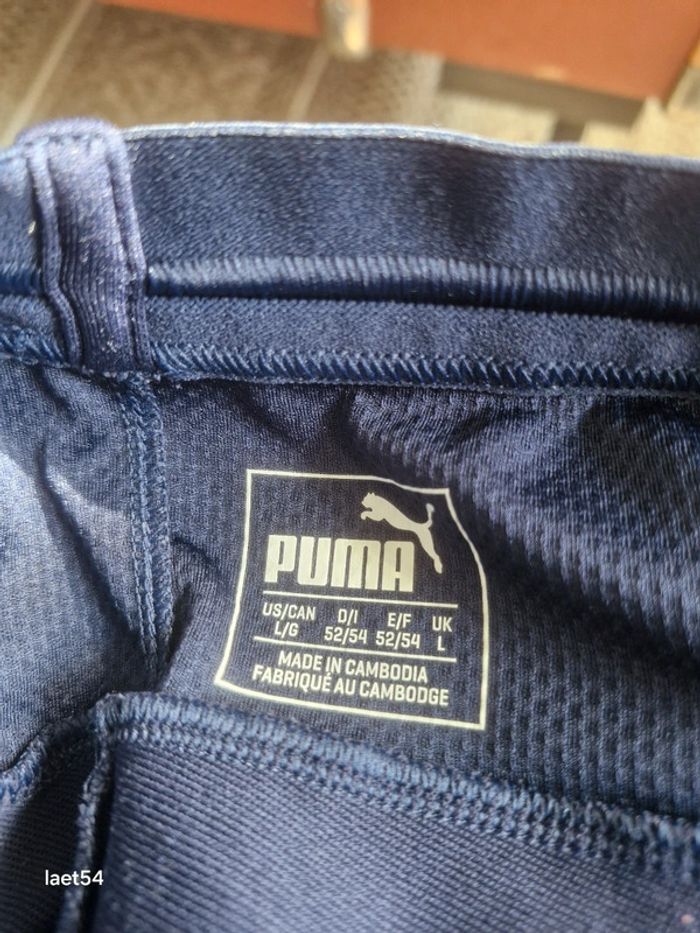 PUMA
US/CAN D/I E/F UK
L/G 52/54 52/54 L
MADE IN CAMBODIA
FABRIQUÉ AU CAMBODGE
laet54